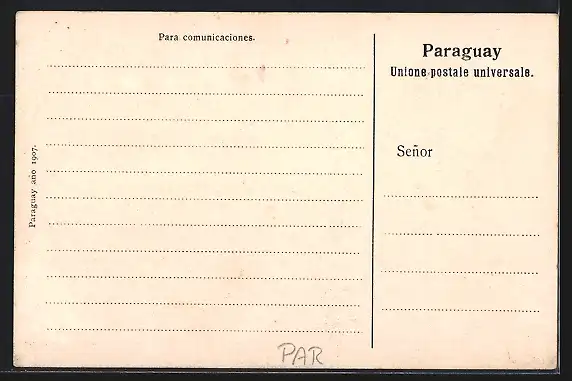 Para comunicaciones.
Paraguay
Unione postale universale.
Señor
Paraguay año 1907.
PAR